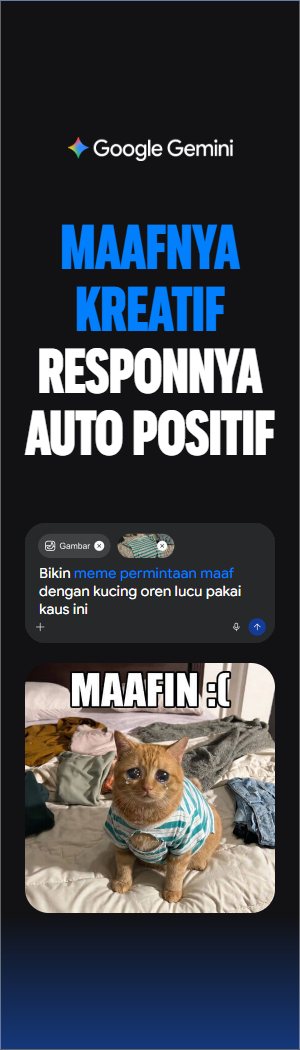 Google Gemini
MAAFNYA
KREATIF
RESPONNYA
AUTO POSITIF
Gambar
Bikin meme permintaan maaf
dengan kucing oren lucu pakai
kaus ini
MAAFIN :(